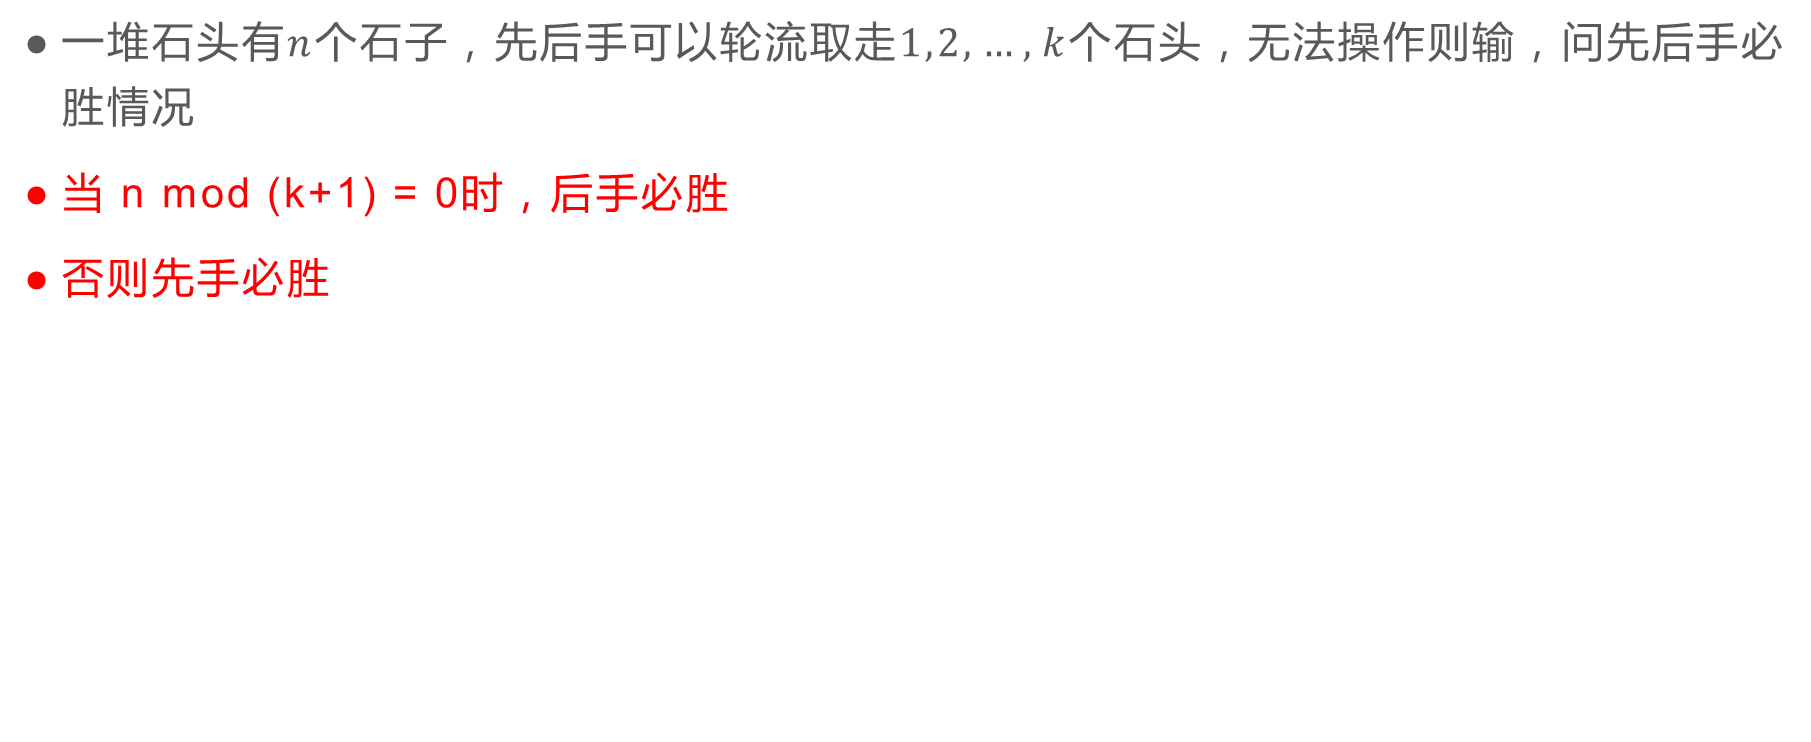 ● 一堆石头有n个石子，先后手可以轮流取走1,2, … , k个石头，无法操作则输，问先后手必
胜情况
● 当 n mod (k+1) = 0时，后手必胜
● 否则先手必胜